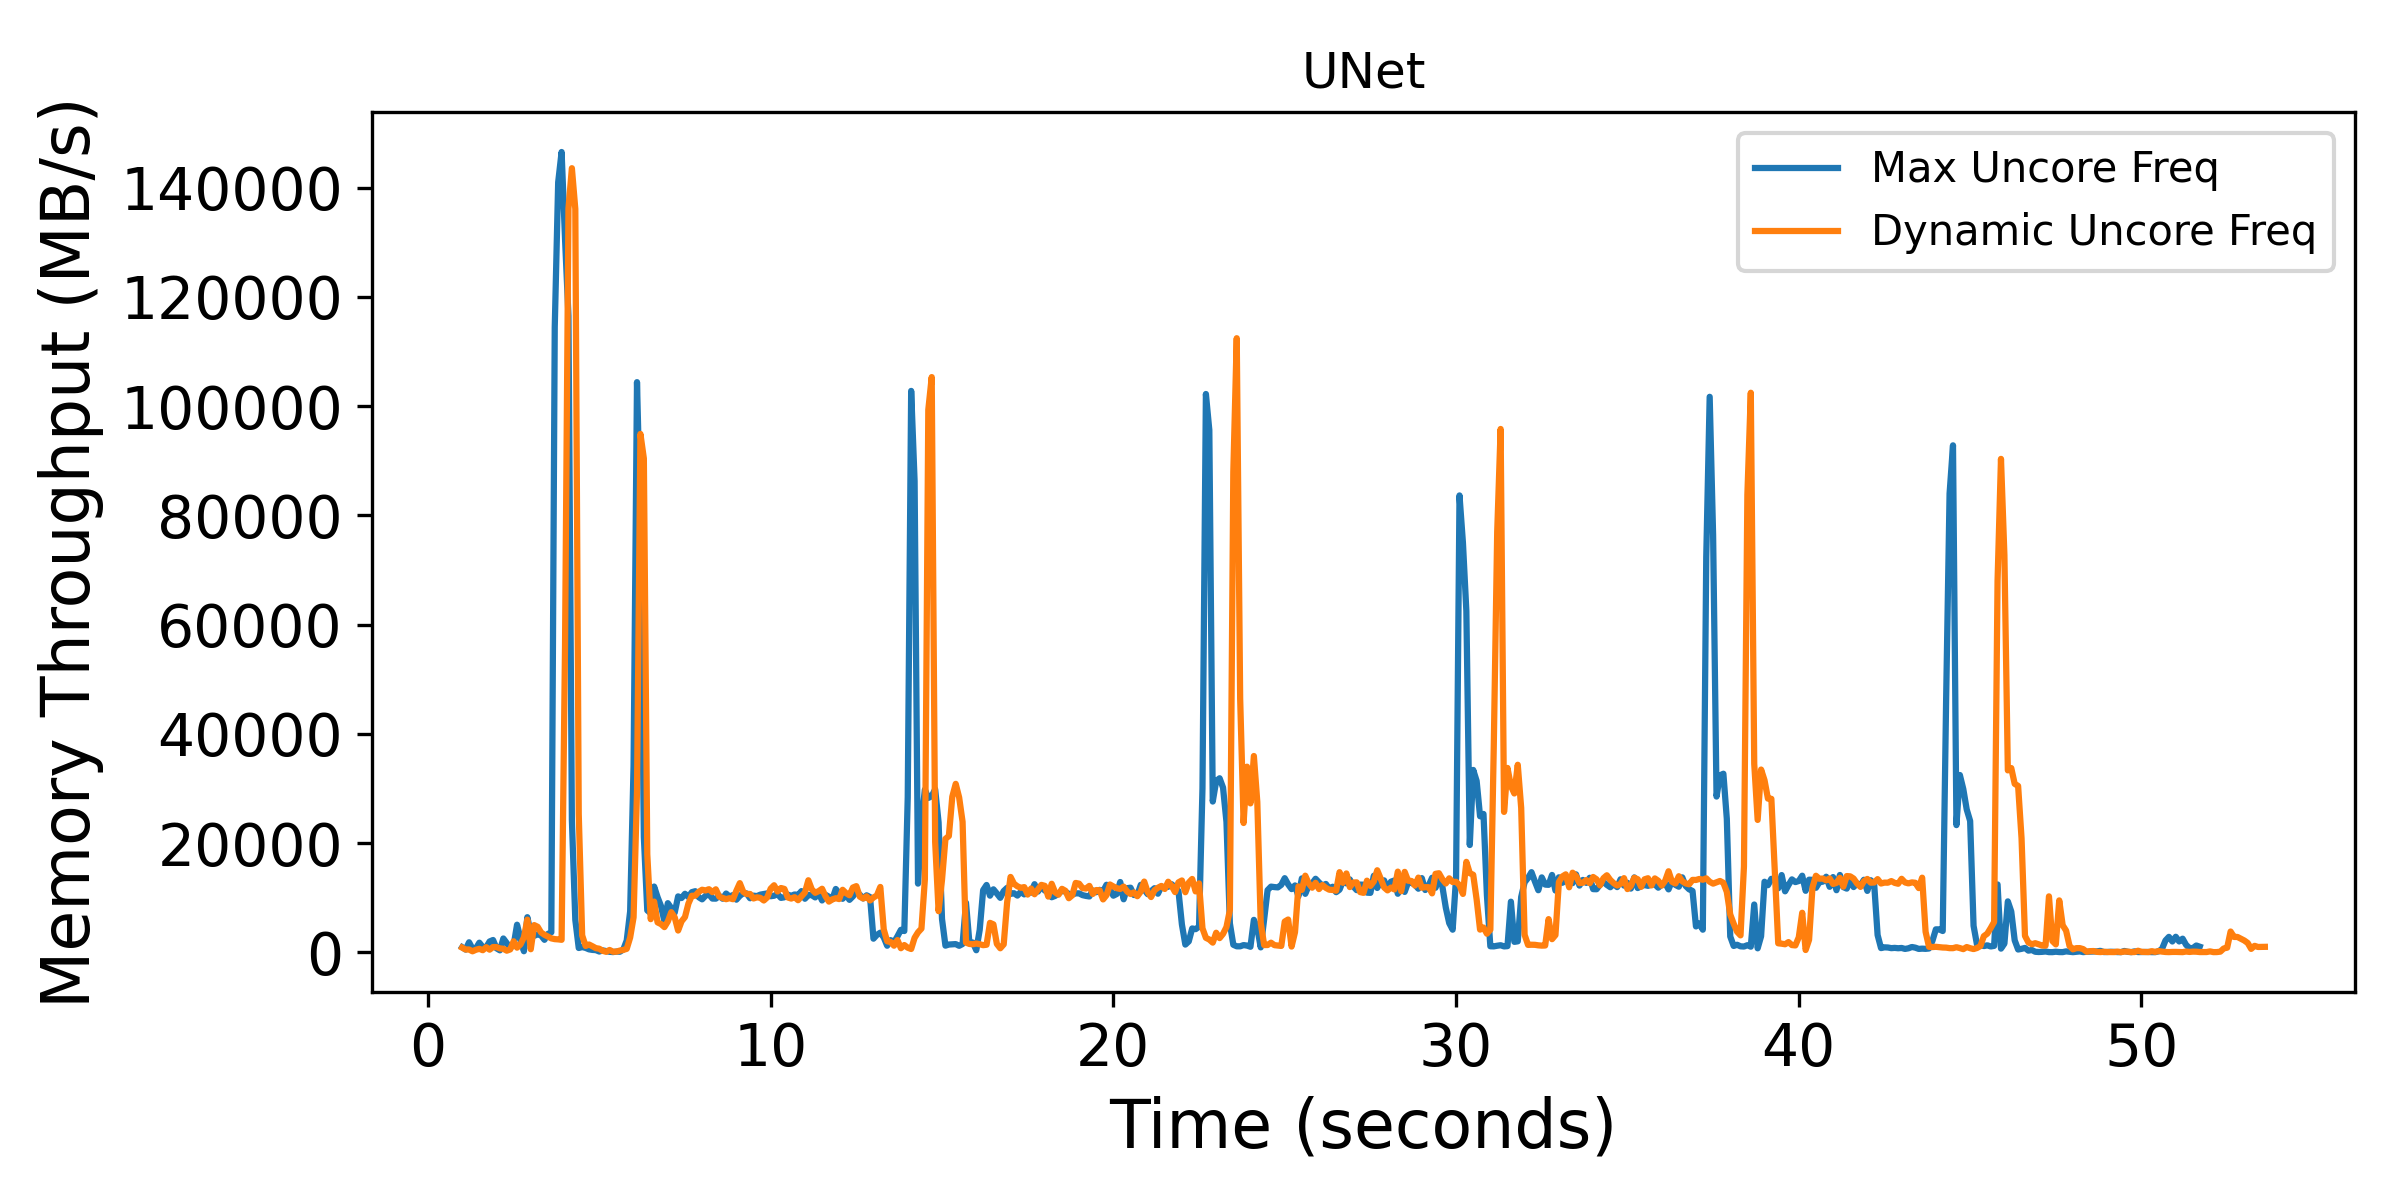 UNet
Memory Throughput (MB/s)
140000
120000
100000
80000
60000
40000
20000
0
Max Uncore Freq
Dynamic Uncore Freq
0 10 20 30 40 50
Time (seconds)